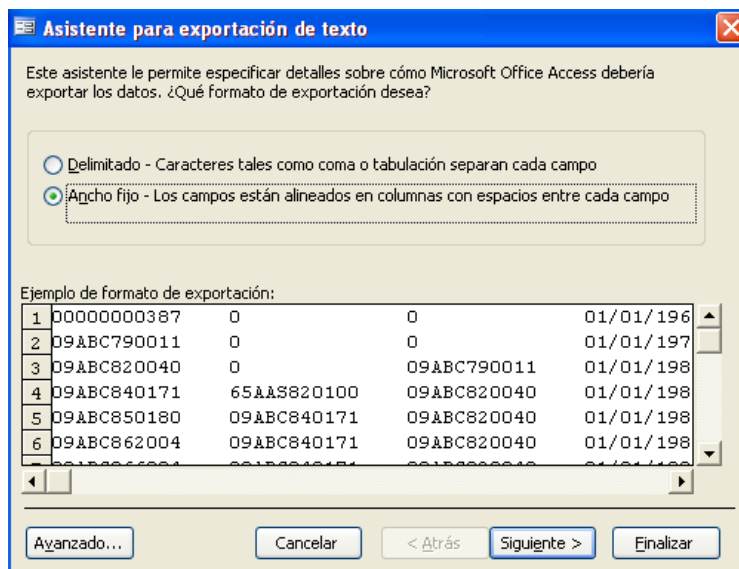 Asistente para exportación de texto
Este asistente le permite especificar detalles sobre cómo Microsoft Office Access debería
exportar los datos. ¿Qué formato de exportación desea?
Delimitado - Caracteres tales como coma o tabulación separan cada campo
Ancho fijo - Los campos están alineados en columnas con espacios entre cada campo
Ejemplo de formato de exportación:
1 00000000387 0 0 01/01/196
2 09ABC790011 0 0 01/01/197
3 09ABC820040 0 09ABC790011 01/01/198
4 09ABC840171 65AAS820100 09ABC820040 01/01/198
5 09ABC850180 09ABC840171 09ABC820040 01/01/198
6 09ABC862004 09ABC840171 09ABC820040 01/01/198
Avanzado... Cancelar < Atrás Siguiente > Finalizar